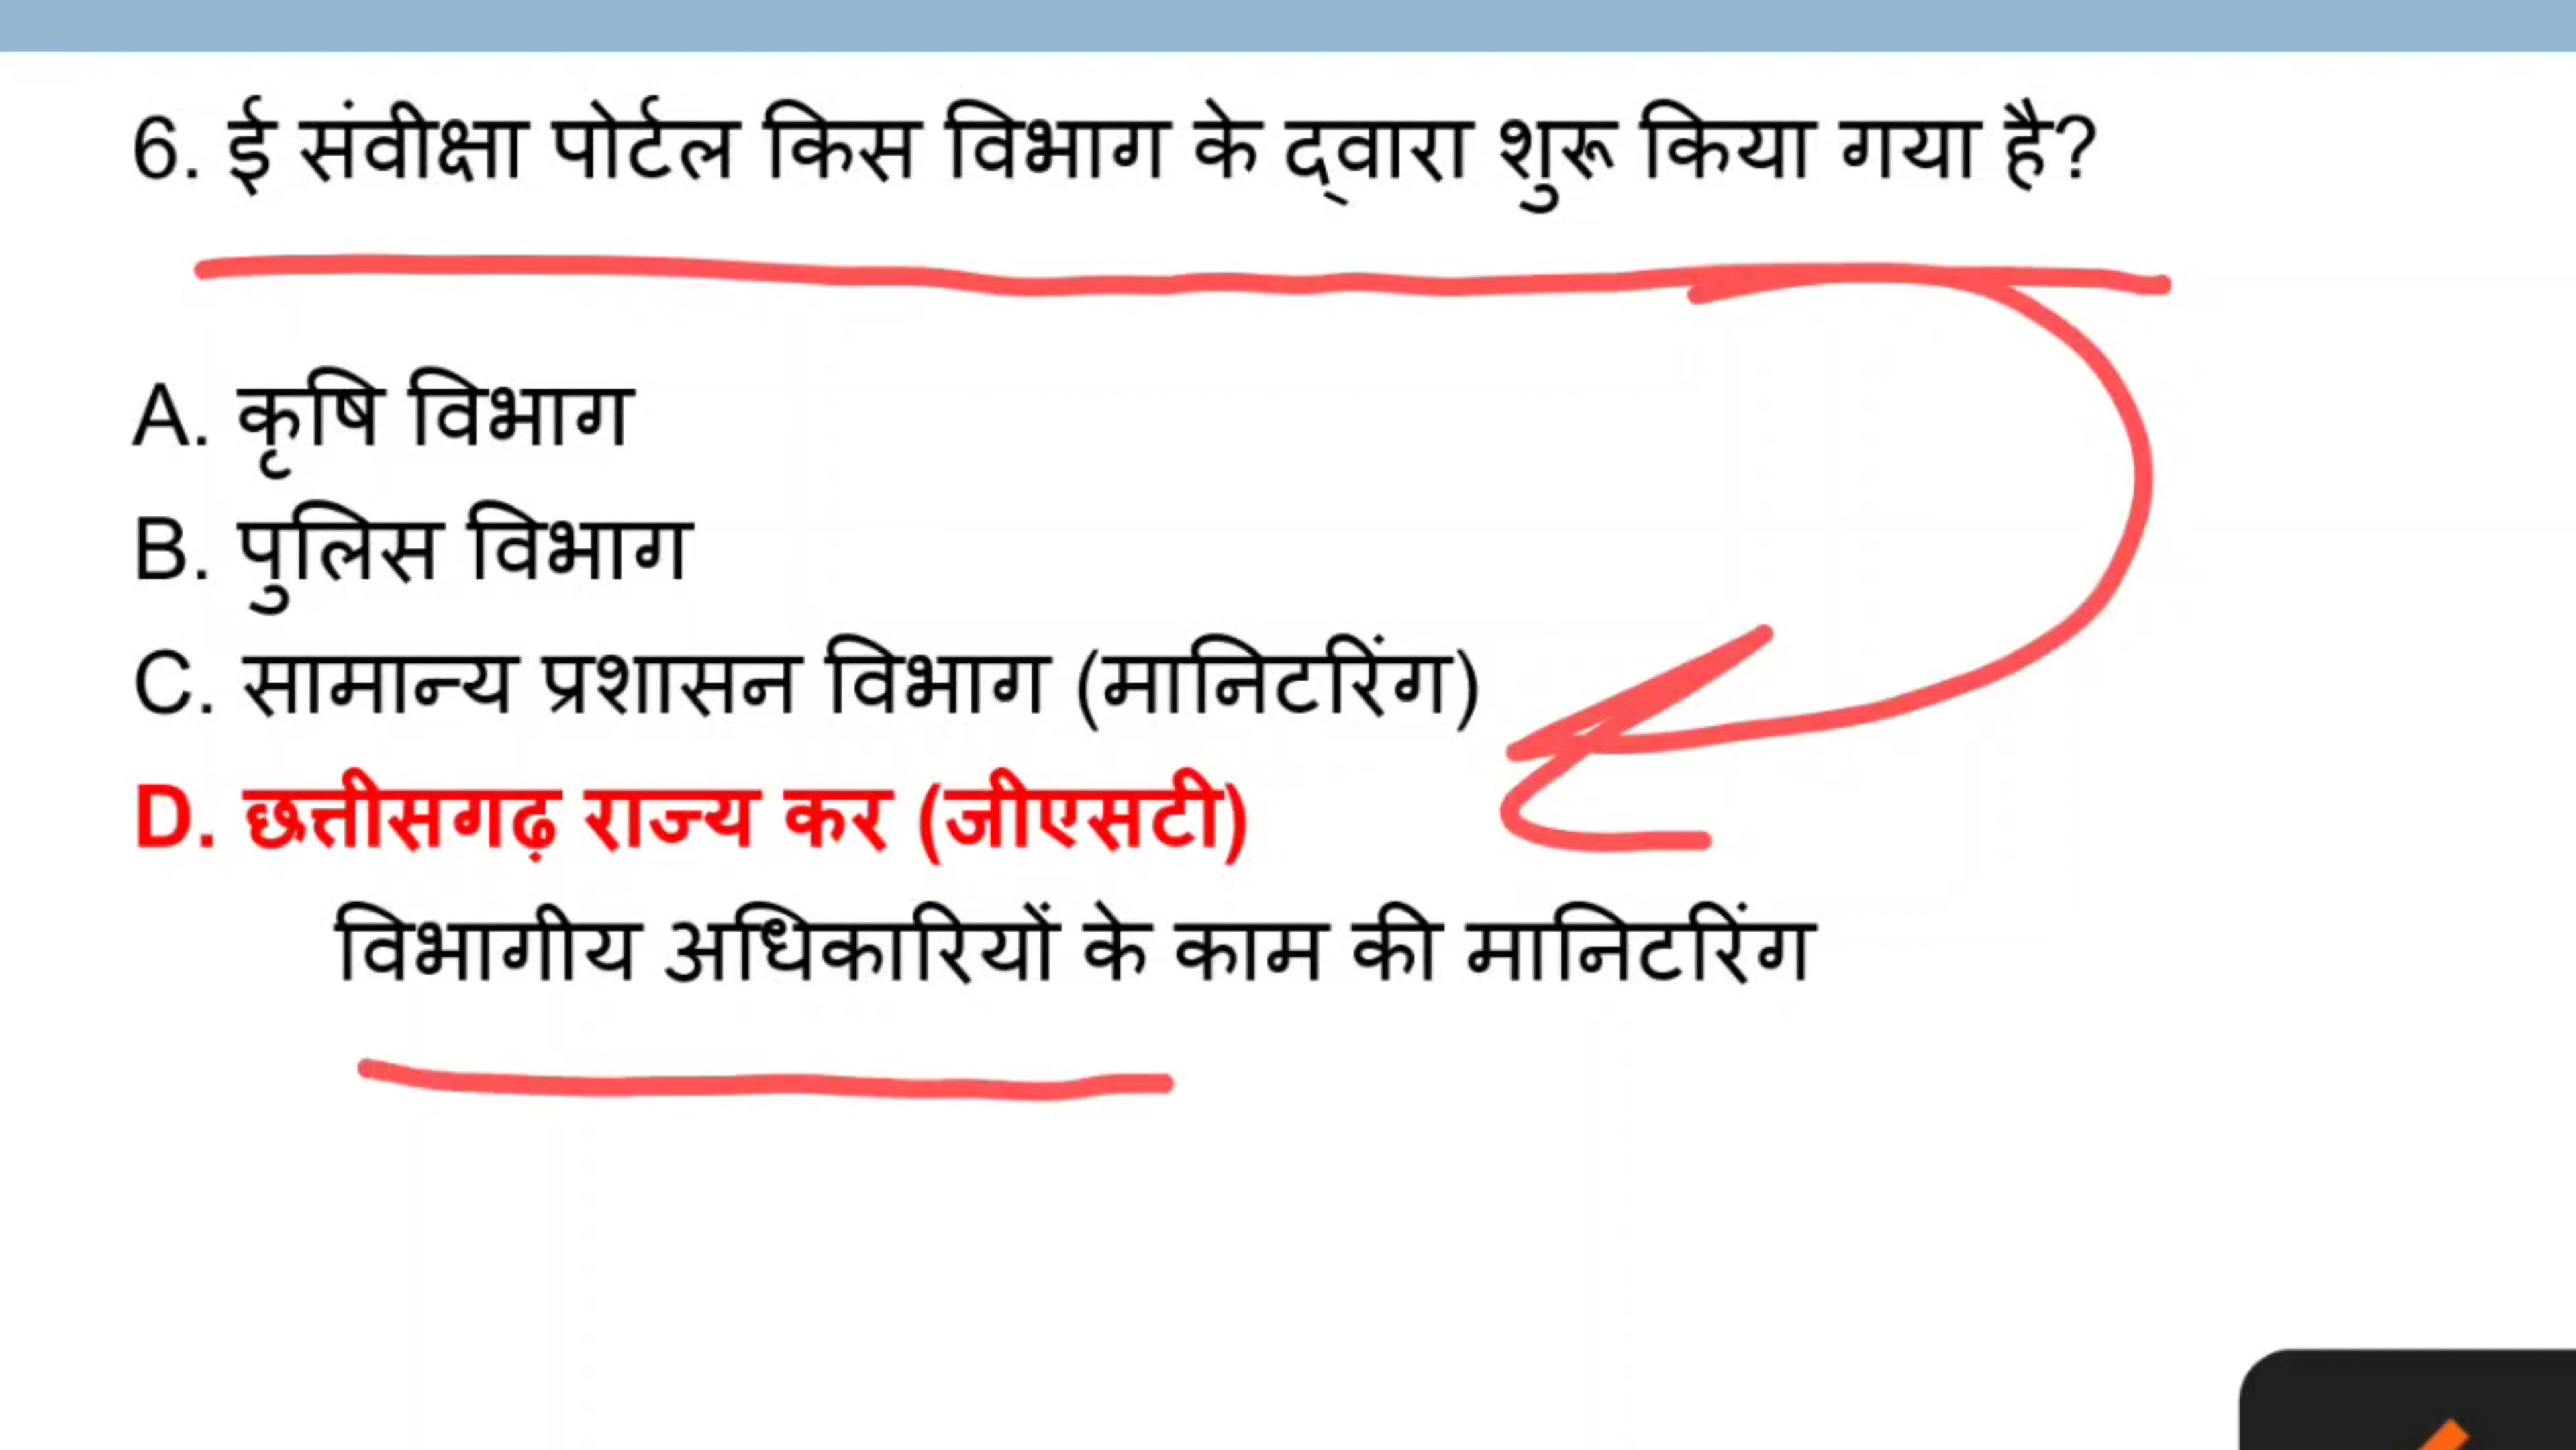 6. ई संवीक्षा पोर्टल किस विभाग के द्वारा शुरू किया गया है?
A. कृषि विभाग
B. पुलिस विभाग
C. सामान्य प्रशासन विभाग (मानिटरिंग)
D. छत्तीसगढ़ राज्य कर (जीएसटी)
विभागीय अधिकारियों के काम की मानिटरिंग